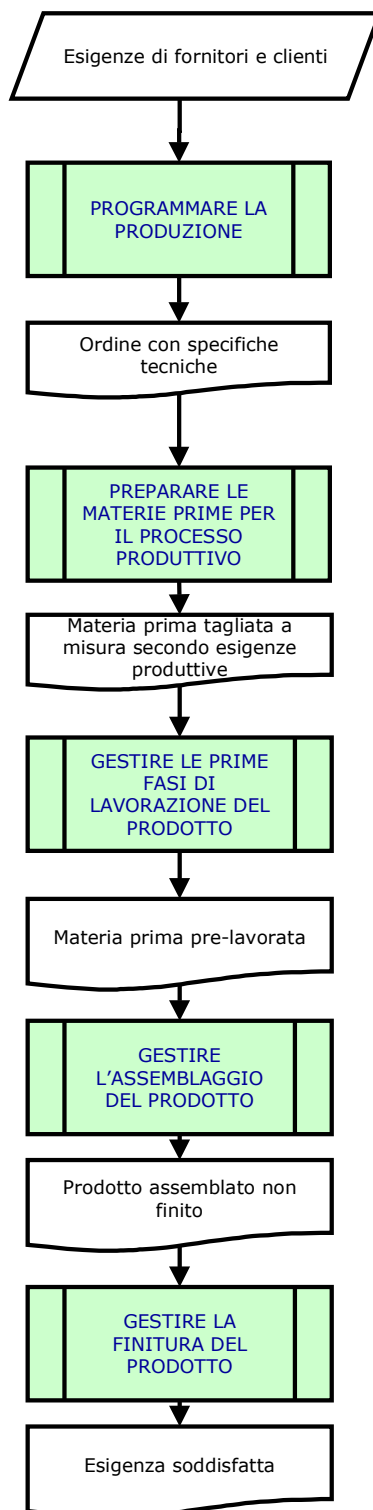 Esigenze di fornitori e clienti
PROGRAMMARE LA
PRODUZIONE
Ordine con specifiche
tecniche
PREPARARE LE
MATERIE PRIME PER
IL PROCESSO
PRODUTTIVO
Materia prima tagliata a
misura secondo esigenze
produttive
GESTIRE LE PRIME
FASI DI
LAVORAZIONE DEL
PRODOTTO
Materia prima pre-lavorata
GESTIRE
L’ASSEMBLAGGIO
DEL PRODOTTO
Prodotto assemblato non
finito
GESTIRE LA
FINITURA DEL
PRODOTTO
Esigenza soddisfatta